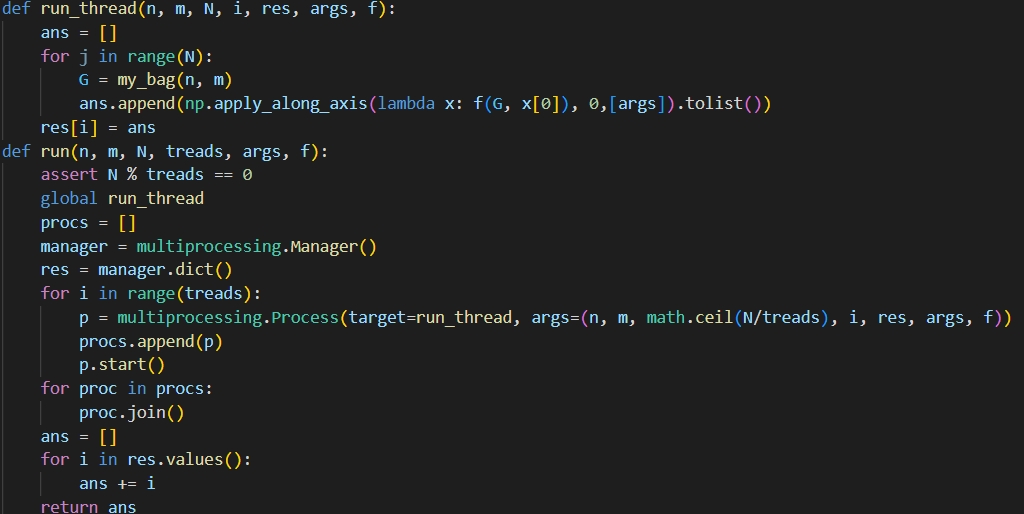 def run_thread(n, m, N, i, res, args, f):
    ans = []
    for j in range(N):
        G = my_bag(n, m)
        ans.append(np.apply_along_axis(lambda x: f(G, x[0]), 0,[args]).tolist())
    res[i] = ans
def run(n, m, N, treads, args, f):
    assert N % treads == 0
    global run_thread
    procs = []
    manager = multiprocessing.Manager()
    res = manager.dict()
    for i in range(treads):
        p = multiprocessing.Process(target=run_thread, args=(n, m, math.ceil(N/treads), i, res, args, f))
        procs.append(p)
        p.start()
    for proc in procs:
        proc.join()
    ans = []
    for i in res.values():
        ans += i
    return ans